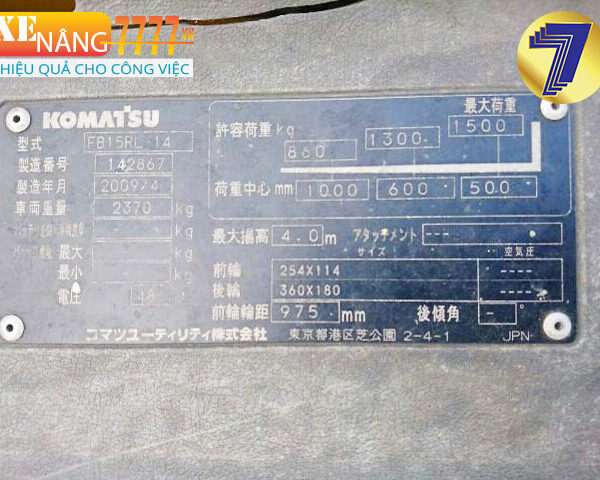 XE
NÂNG7777.VN
HIỆU QUẢ CHO CÔNG VIỆC
7
KOMATSU
型式 FB15RL-14
製造番号 142867
製造年月 2009/4
車両重量 2370 kg
- kg
最大 kg
最小 kg
電圧 48
最大荷重
許容荷重 kg 860 1300 1500
荷重中心 mm 1000 600 500
最大揚高 4.0 m アタッチメント ---
サイズ 空気圧
前輪 254X114 ----
後輪 360X180 ----
前輪輪距 975 mm 後傾角 - °
コマツユーティリティ株式会社 東京都港区芝公園 2-4-1 JPN